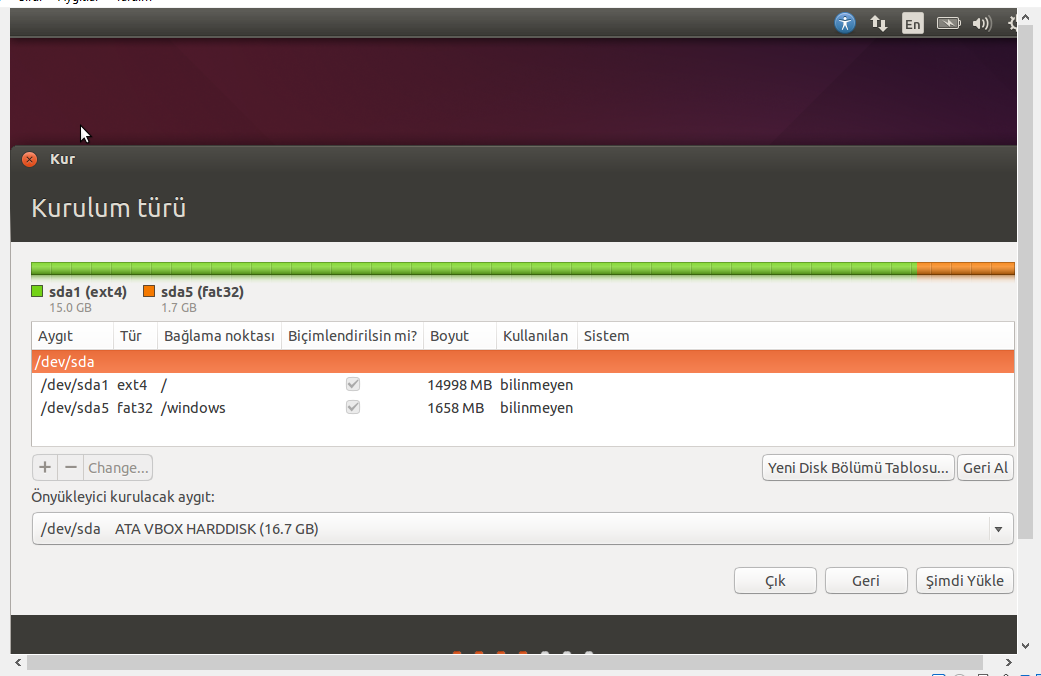 En
Kur
Kurulum türü
sda1 (ext4) sda5 (fat32)
15.0 GB 1.7 GB
Aygıt Tür Bağlama noktası Biçimlendirilsin mi? Boyut Kullanılan Sistem
/dev/sda
/dev/sda1 ext4 / 14998 MB bilinmeyen
/dev/sda5 fat32 /windows 1658 MB bilinmeyen
+ − Change... Yeni Disk Bölümü Tablosu... Geri Al
Önyükleyici kurulacak aygıt:
/dev/sda ATA VBOX HARDDISK (16.7 GB)
Çık Geri Şimdi Yükle